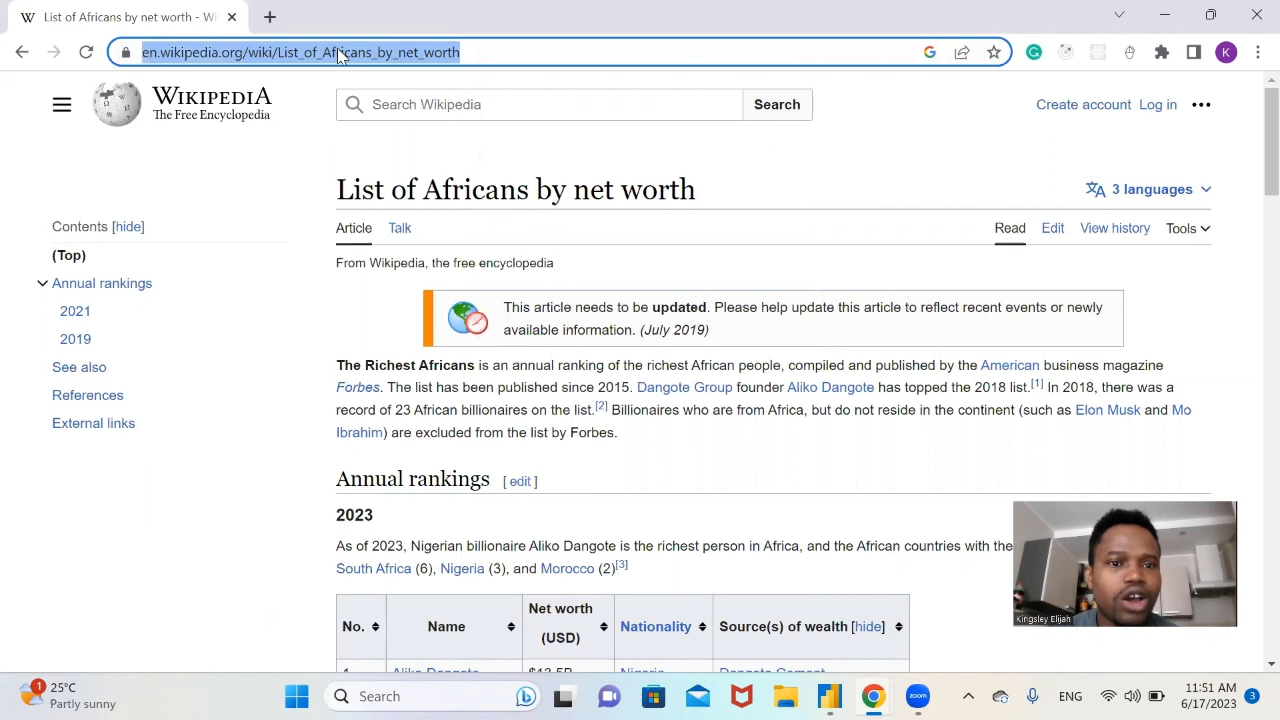 List of Africans by net worth - Wi
en.wikipedia.org/wiki/List_of_Africans_by_net_worth
K
WIKIPEDIA
The Free Encyclopedia
Search Wikipedia
Search
Create account Log in
List of Africans by net worth
3 languages
Contents [hide]
(Top)
Annual rankings
2021
2019
See also
References
External links
Article Talk
Read Edit View history Tools
From Wikipedia, the free encyclopedia
This article needs to be updated. Please help update this article to reflect recent events or newly
available information. (July 2019)
The Richest Africans is an annual ranking of the richest African people, compiled and published by the American business magazine
Forbes. The list has been published since 2015. Dangote Group founder Aliko Dangote has topped the 2018 list.[1] In 2018, there was a
record of 23 African billionaires on the list.[2] Billionaires who are from Africa, but do not reside in the continent (such as Elon Musk and Mo
Ibrahim) are excluded from the list by Forbes.
Annual rankings [ edit ]
2023
As of 2023, Nigerian billionaire Aliko Dangote is the richest person in Africa, and the African countries with the
South Africa (6), Nigeria (3), and Morocco (2)[3]
No. Name Net worth (USD) Nationality Source(s) of wealth [hide]
1 Aliko Dangote $13.5B Nigeria Dangote Cement
Kingsley Elijah
1
25°C
Partly sunny
Search
zoom
ENG
11:51 AM
6/17/2023
3